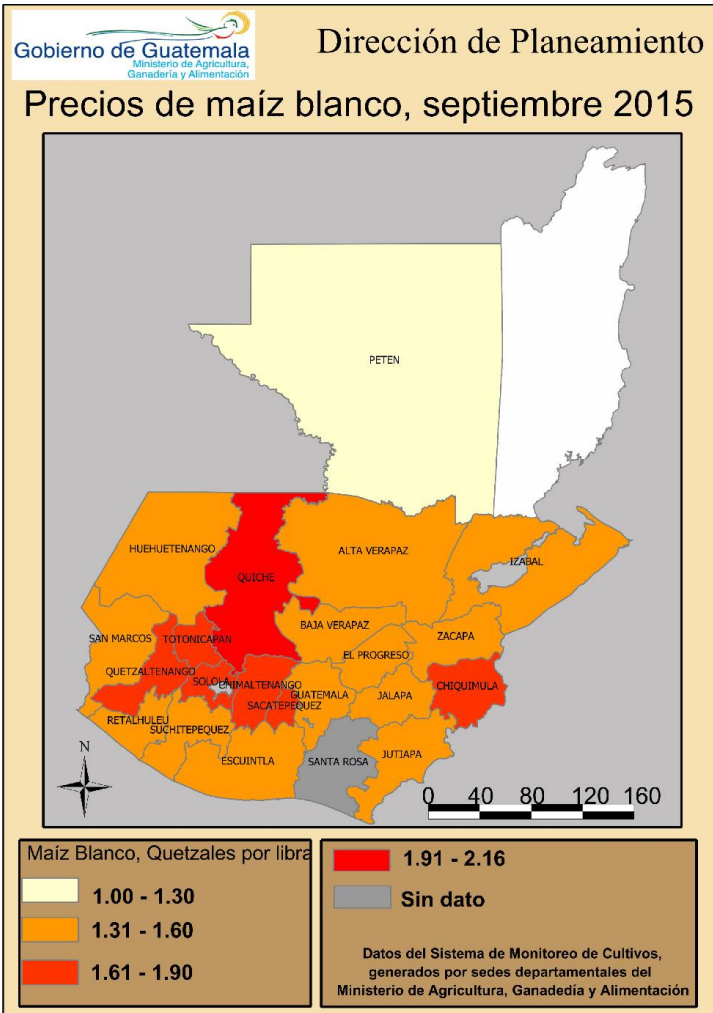 Gobierno de Guatemala
Ministerio de Agricultura,
Ganadería y Alimentación
Dirección de Planeamiento
Precios de maíz blanco, septiembre 2015
PETEN
HUEHUETENANGO
ALTA VERAPAZ
IZABAL
QUICHE
BAJA VERAPAZ
SAN MARCOS
TOTONICAPAN
ZACAPA
EL PROGRESO
QUETZALTENANGO
SOLOLA
CHIMALTENANGO
CHIQUIMULA
GUATEMALA
JALAPA
SACATEPEQUEZ
RETALHULEU
SUCHITEPEQUEZ
ESCUINTLA
SANTA ROSA
JUTIAPA
N
0 40 80 120 160
Maíz Blanco, Quetzales por libra
1.00 - 1.30
1.31 - 1.60
1.61 - 1.90
1.91 - 2.16
Sin dato
Datos del Sistema de Monitoreo de Cultivos,
generados por sedes departamentales del
Ministerio de Agricultura, Ganadedía y Alimentación